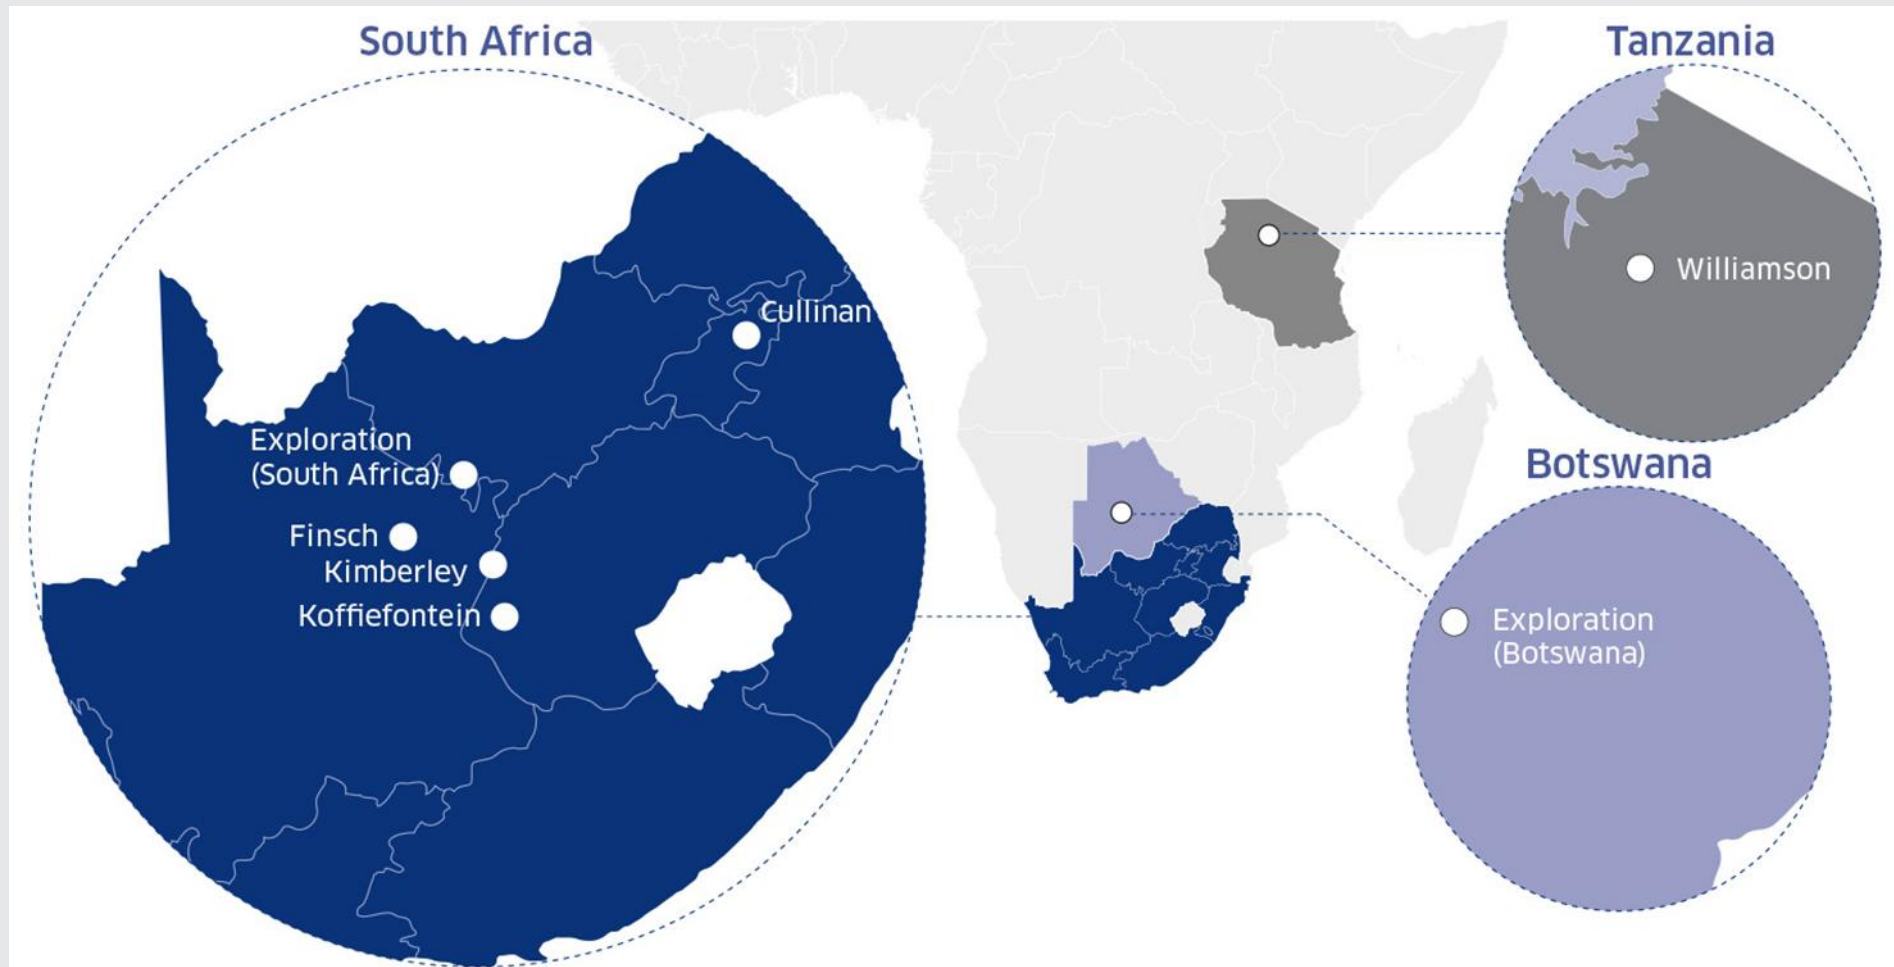 South Africa
Tanzania
Williamson
Cullinan
Exploration
(South Africa)
Finsch
Kimberley
Koffiefontein
Botswana
Exploration
(Botswana)